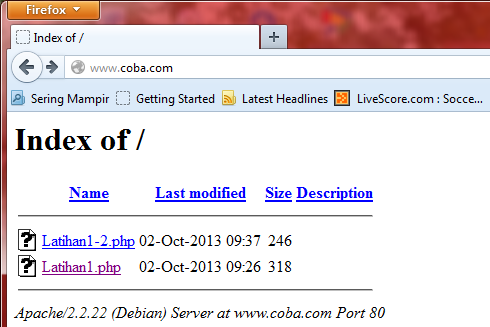 Firefox
Index of /
www.coba.com
Sering Mampir Getting Started Latest Headlines LiveScore.com : Socce...
Index of /
Name Last modified Size Description
Latihan1-2.php 02-Oct-2013 09:37 246
Latihan1.php 02-Oct-2013 09:26 318
Apache/2.2.22 (Debian) Server at www.coba.com Port 80